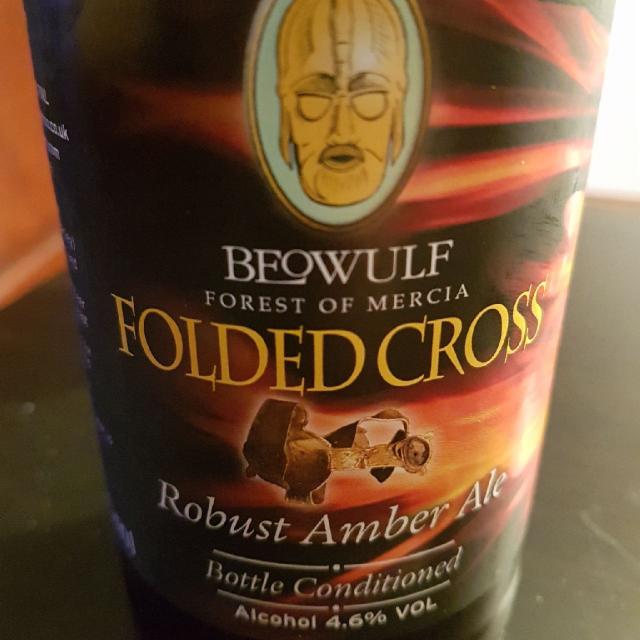 BEOWULF
FOREST OF MERCIA
FOLDED CROSS
Robust Amber Ale
Bottle Conditioned
Alcohol 4.6% VOL